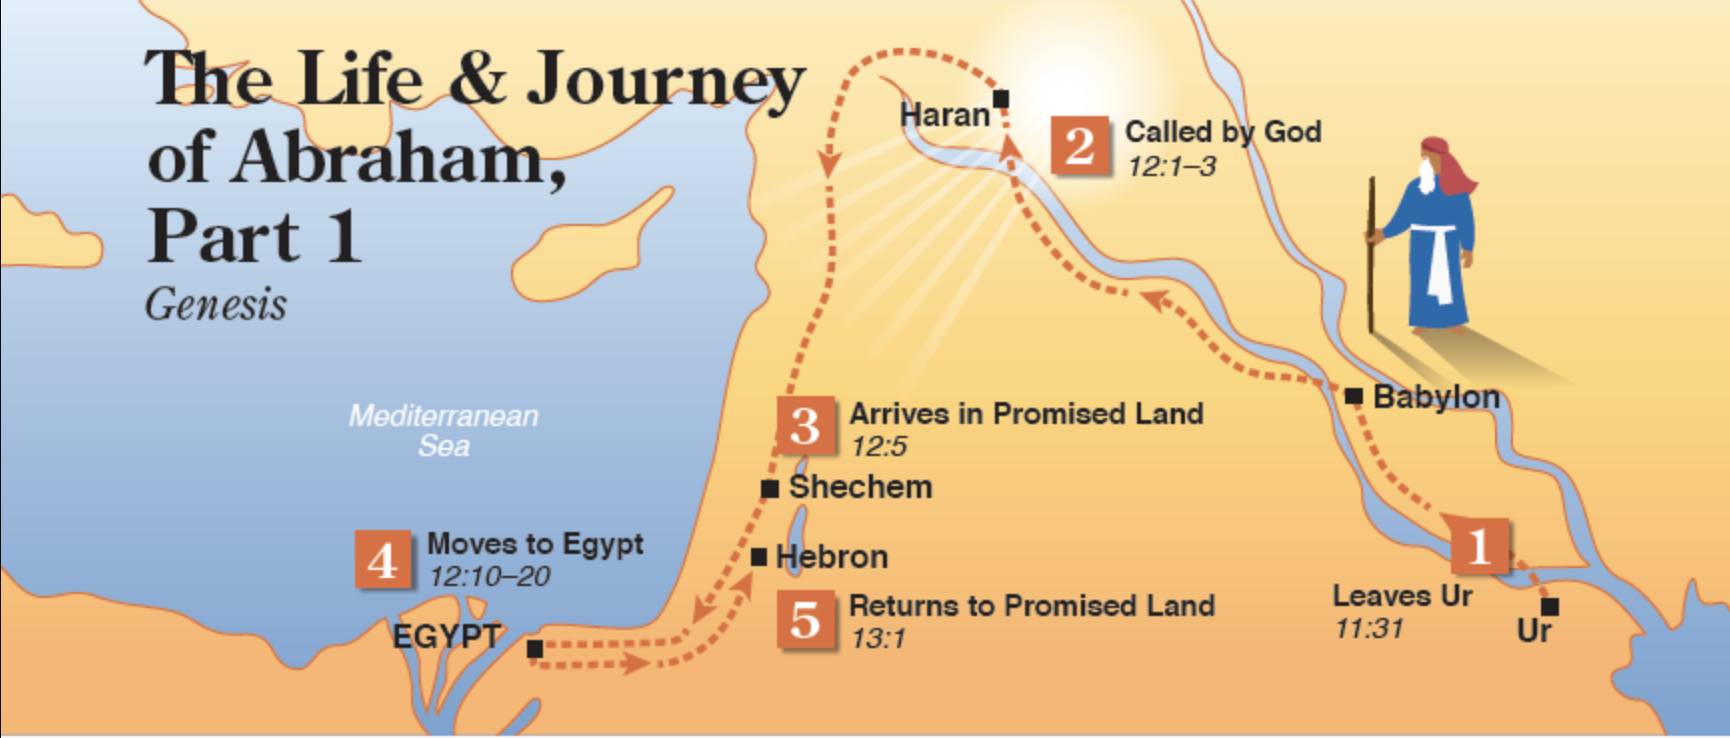 The Life & Journey
of Abraham,
Part 1
Genesis
Haran
2
Called by God
12:1–3
Babylon
Mediterranean
Sea
3
Arrives in Promised Land
12:5
Shechem
4
Moves to Egypt
12:10–20
Hebron
1
Leaves Ur
11:31
Ur
5
Returns to Promised Land
13:1
EGYPT